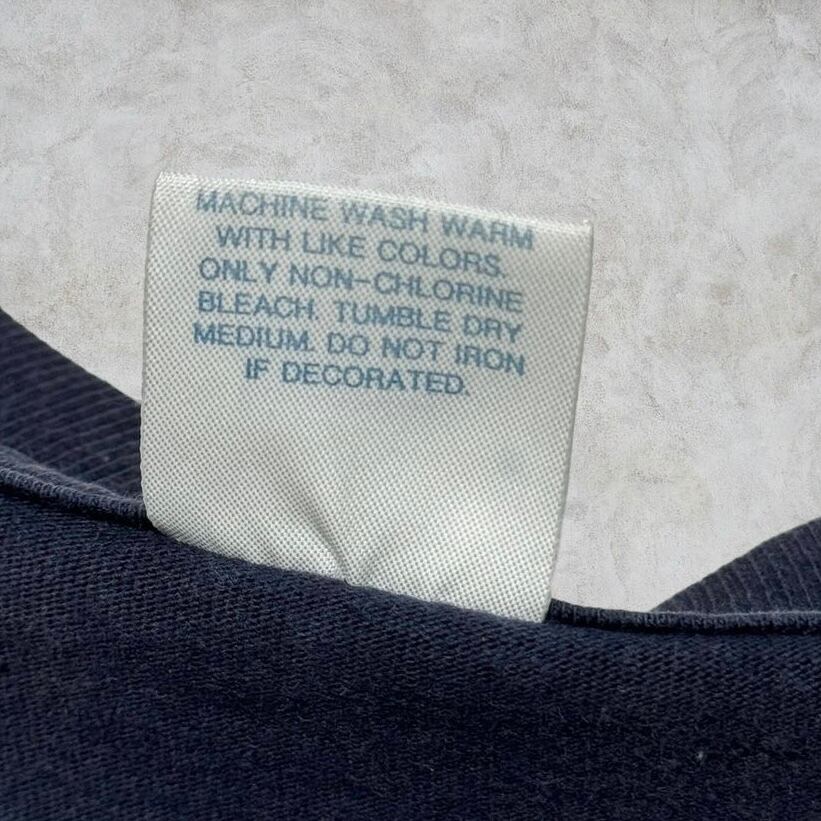 MACHINE WASH WARM
WITH LIKE COLORS.
ONLY NON-CHLORINE
BLEACH. TUMBLE DRY
MEDIUM. DO NOT IRON
IF DECORATED.